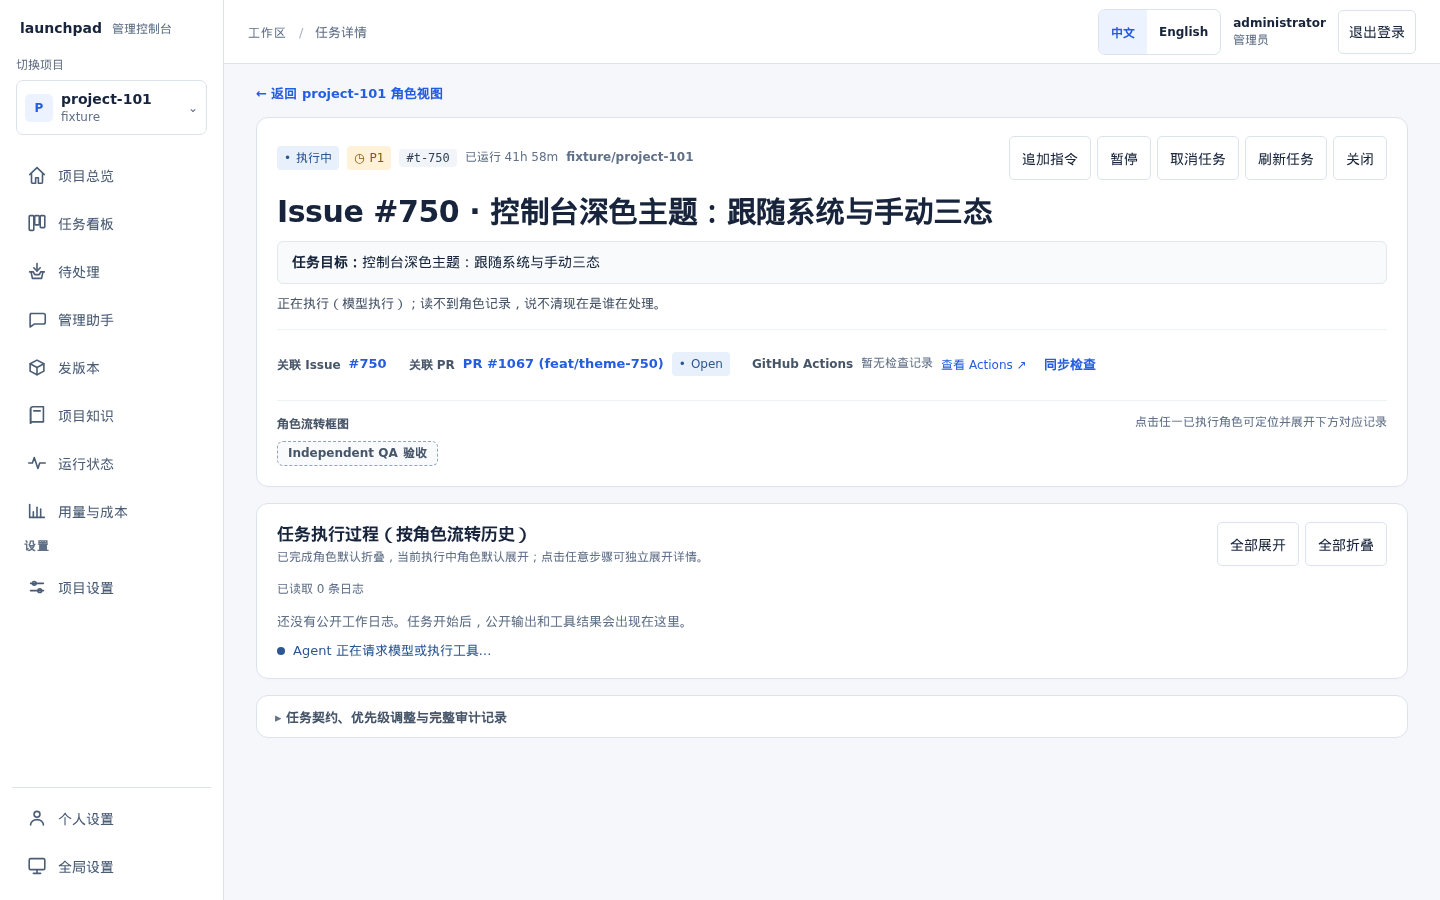 launchpad 管理控制台
切换项目
P project-101
fixture
项目总览
任务看板
待处理
管理助手
发版本
项目知识
运行状态
用量与成本
设置
项目设置
个人设置
全局设置
工作区 / 任务详情
中文 English
administrator
管理员
退出登录
← 返回 project-101 角色视图
• 执行中 ◷ P1 #t-750 已运行 41h 58m fixture/project-101
追加指令 暂停 取消任务 刷新任务 关闭
Issue #750 · 控制台深色主题：跟随系统与手动三态
任务目标：控制台深色主题：跟随系统与手动三态
正在执行（模型执行）；读不到角色记录，说不清现在是谁在处理。
关联 Issue #750 关联 PR PR #1067 (feat/theme-750) • Open GitHub Actions 暂无检查记录 查看 Actions ↗ 同步检查
角色流转框图 点击任一已执行角色可定位并展开下方对应记录
Independent QA 验收
任务执行过程（按角色流转历史）
已完成角色默认折叠，当前执行中角色默认展开；点击任意步骤可独立展开详情。
全部展开 全部折叠
已读取 0 条日志
还没有公开工作日志。任务开始后，公开输出和工具结果会出现在这里。
Agent 正在请求模型或执行工具…
▸ 任务契约、优先级调整与完整审计记录